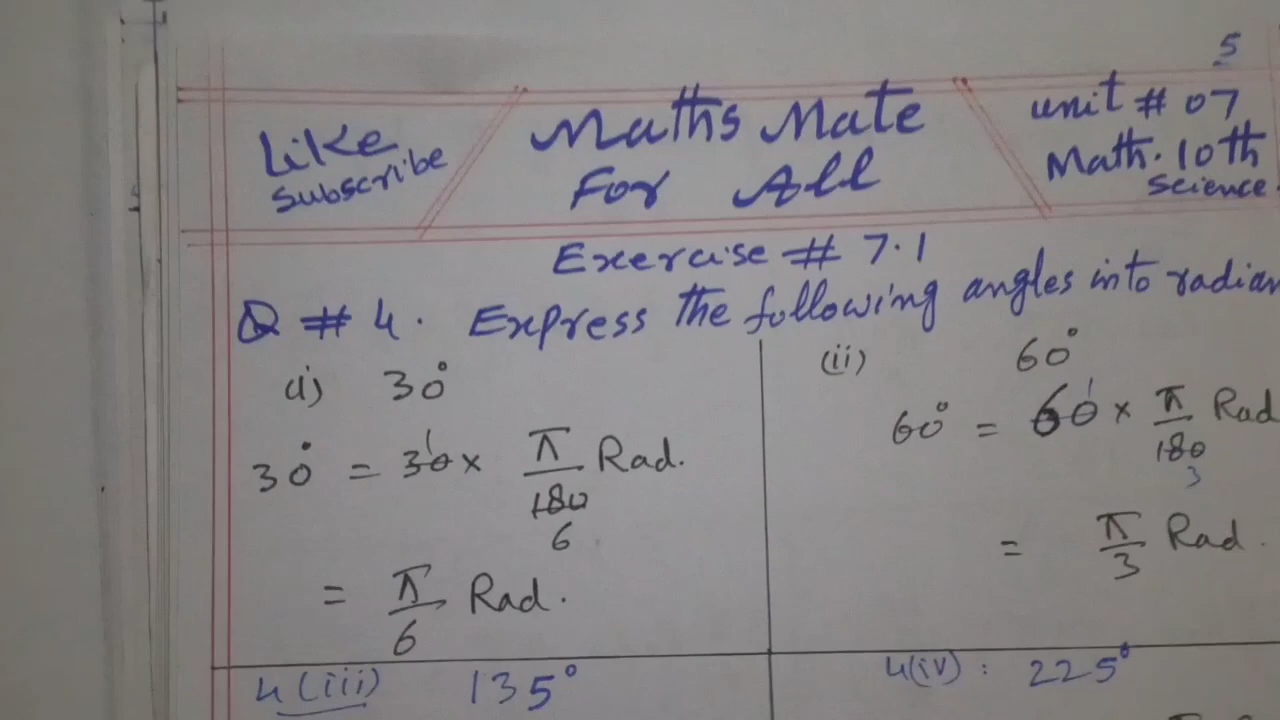 5
Like
Subscribe
Maths Mate
For All
unit # 07
Math. 10th
Science.
Exercise # 7.1
Q # 4. Express the following angles into radian
(i) 30°
30° = 30 1 × π/180 6 Rad.
= π/6 Rad.
(ii) 60°
60° = 60 1 × π/180 3 Rad
= π/3 Rad.
4(iii) 135°
4(iv): 225°